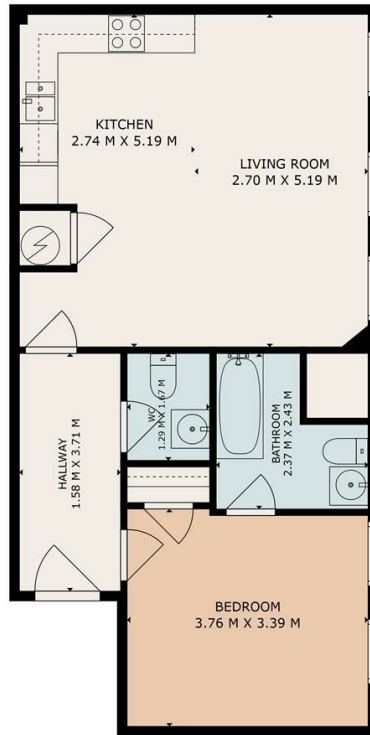 KITCHEN
2.74 M X 5.19 M
LIVING ROOM
2.70 M X 5.19 M
HALLWAY
1.58 M X 3.71 M
WC
1.29 M X 1.67 M
BATHROOM
2.37 M X 2.43 M
BEDROOM
3.76 M X 3.39 M